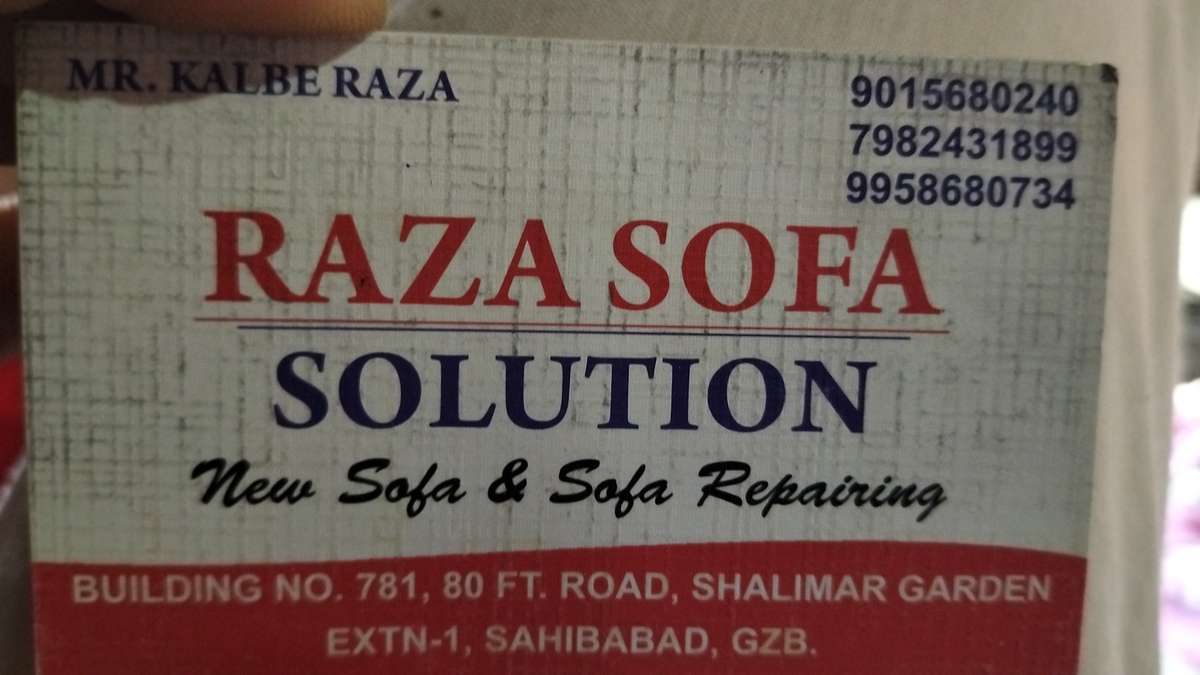 MR. KALBE RAZA
9015680240
7982431899
9958680734
RAZA SOFA
SOLUTION
New Sofa & Sofa Repairing
BUILDING NO. 781, 80 FT. ROAD, SHALIMAR GARDEN
EXTN-1, SAHIBABAD, GZB.